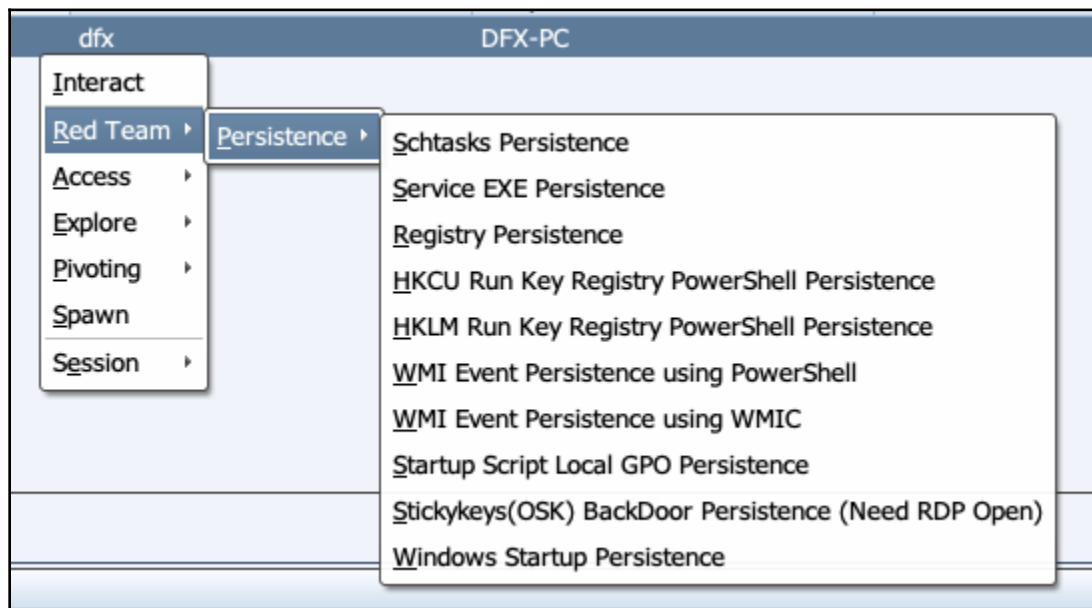 dfx DFX-PC
Interact
Red Team
Access
Explore
Pivoting
Spawn
Session
Persistence
Schtasks Persistence
Service EXE Persistence
Registry Persistence
HKCU Run Key Registry PowerShell Persistence
HKLM Run Key Registry PowerShell Persistence
WMI Event Persistence using PowerShell
WMI Event Persistence using WMIC
Startup Script Local GPO Persistence
Stickykeys(OSK) BackDoor Persistence (Need RDP Open)
Windows Startup Persistence